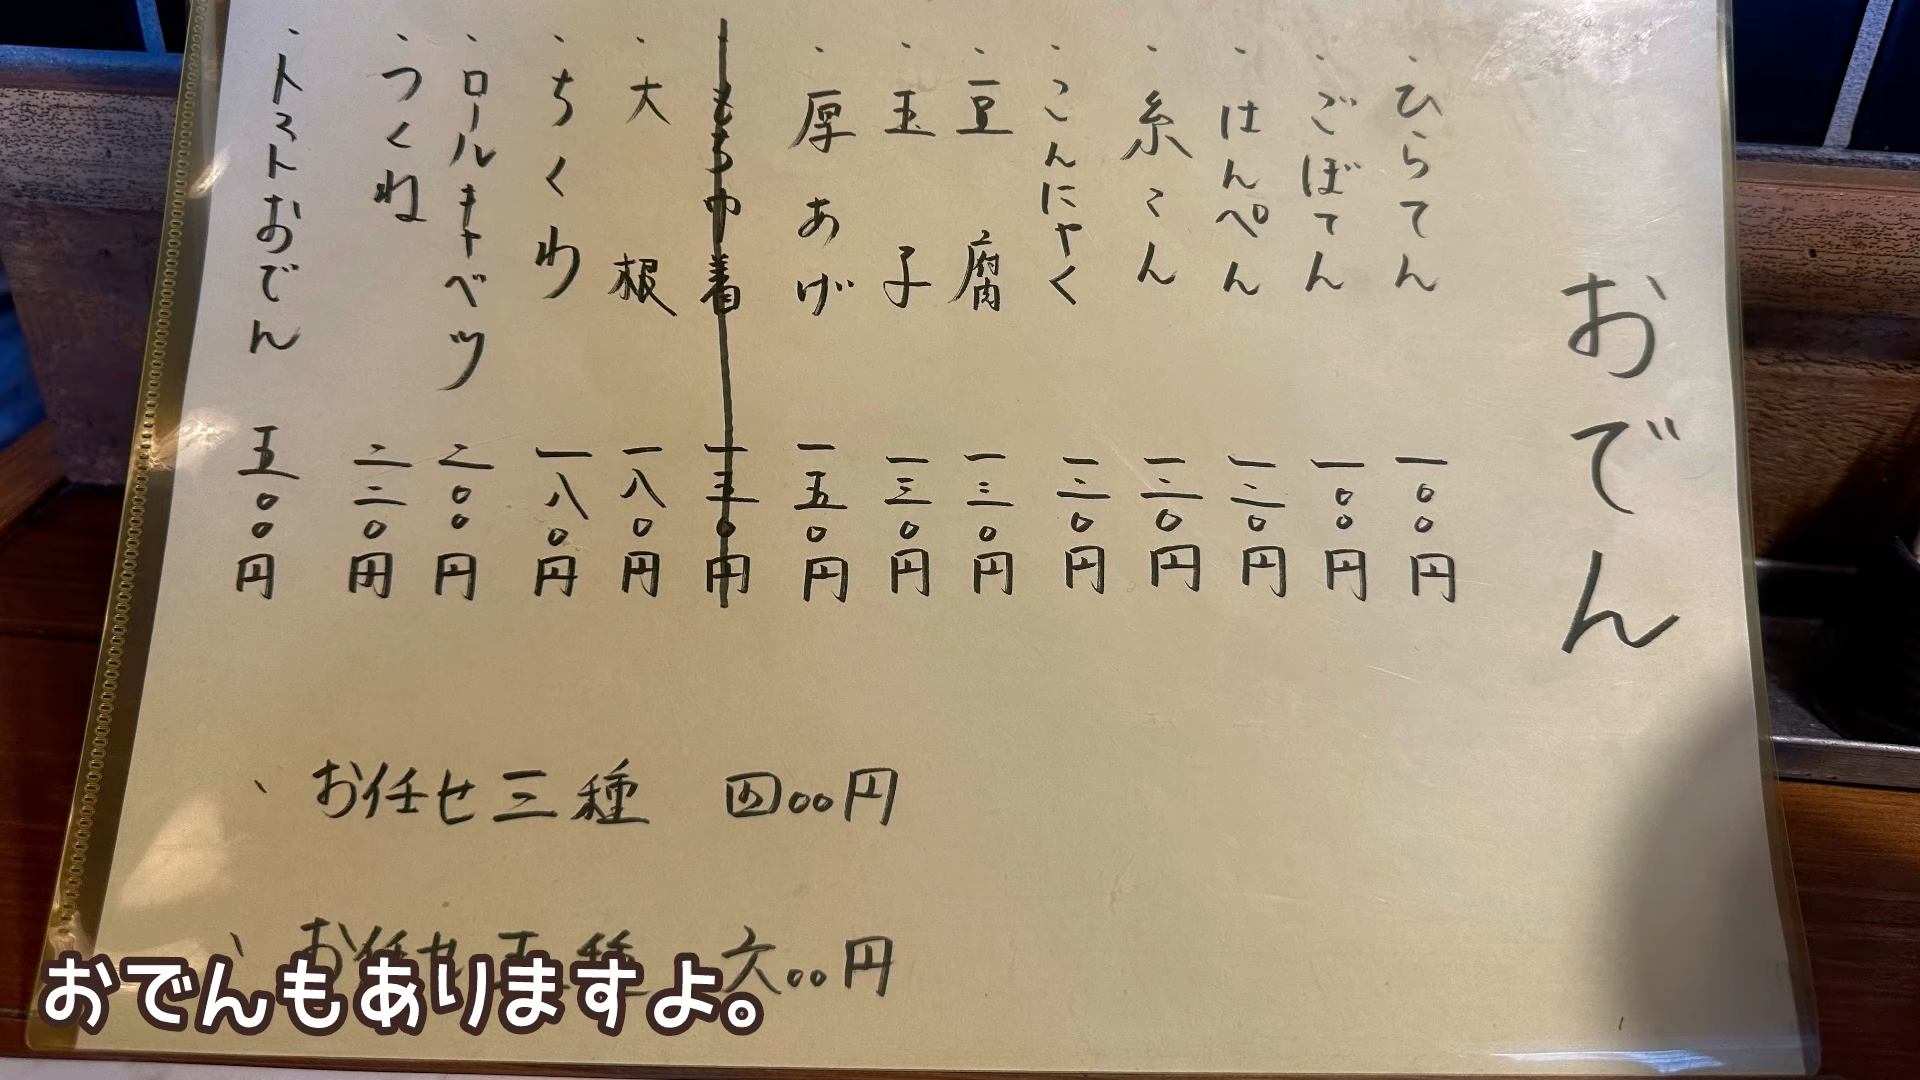 おでん
・ひらてん 一〇〇円
・ごぼてん 一〇〇円
・はんぺん 一二〇円
・糸こん 一二〇円
・こんにゃく 一二〇円
・豆腐 一三〇円
・玉子 一三〇円
・厚あげ 一五〇円
・もち巾着 一五〇円
・大根 一八〇円
・ちくわ 一八〇円
・ロールキャベツ 二〇〇円
・つくね 二二〇円
・トマトおでん 五〇〇円
、お任せ三種 四〇〇円
、お任せ五種 六〇〇円
おでんもありますよ。